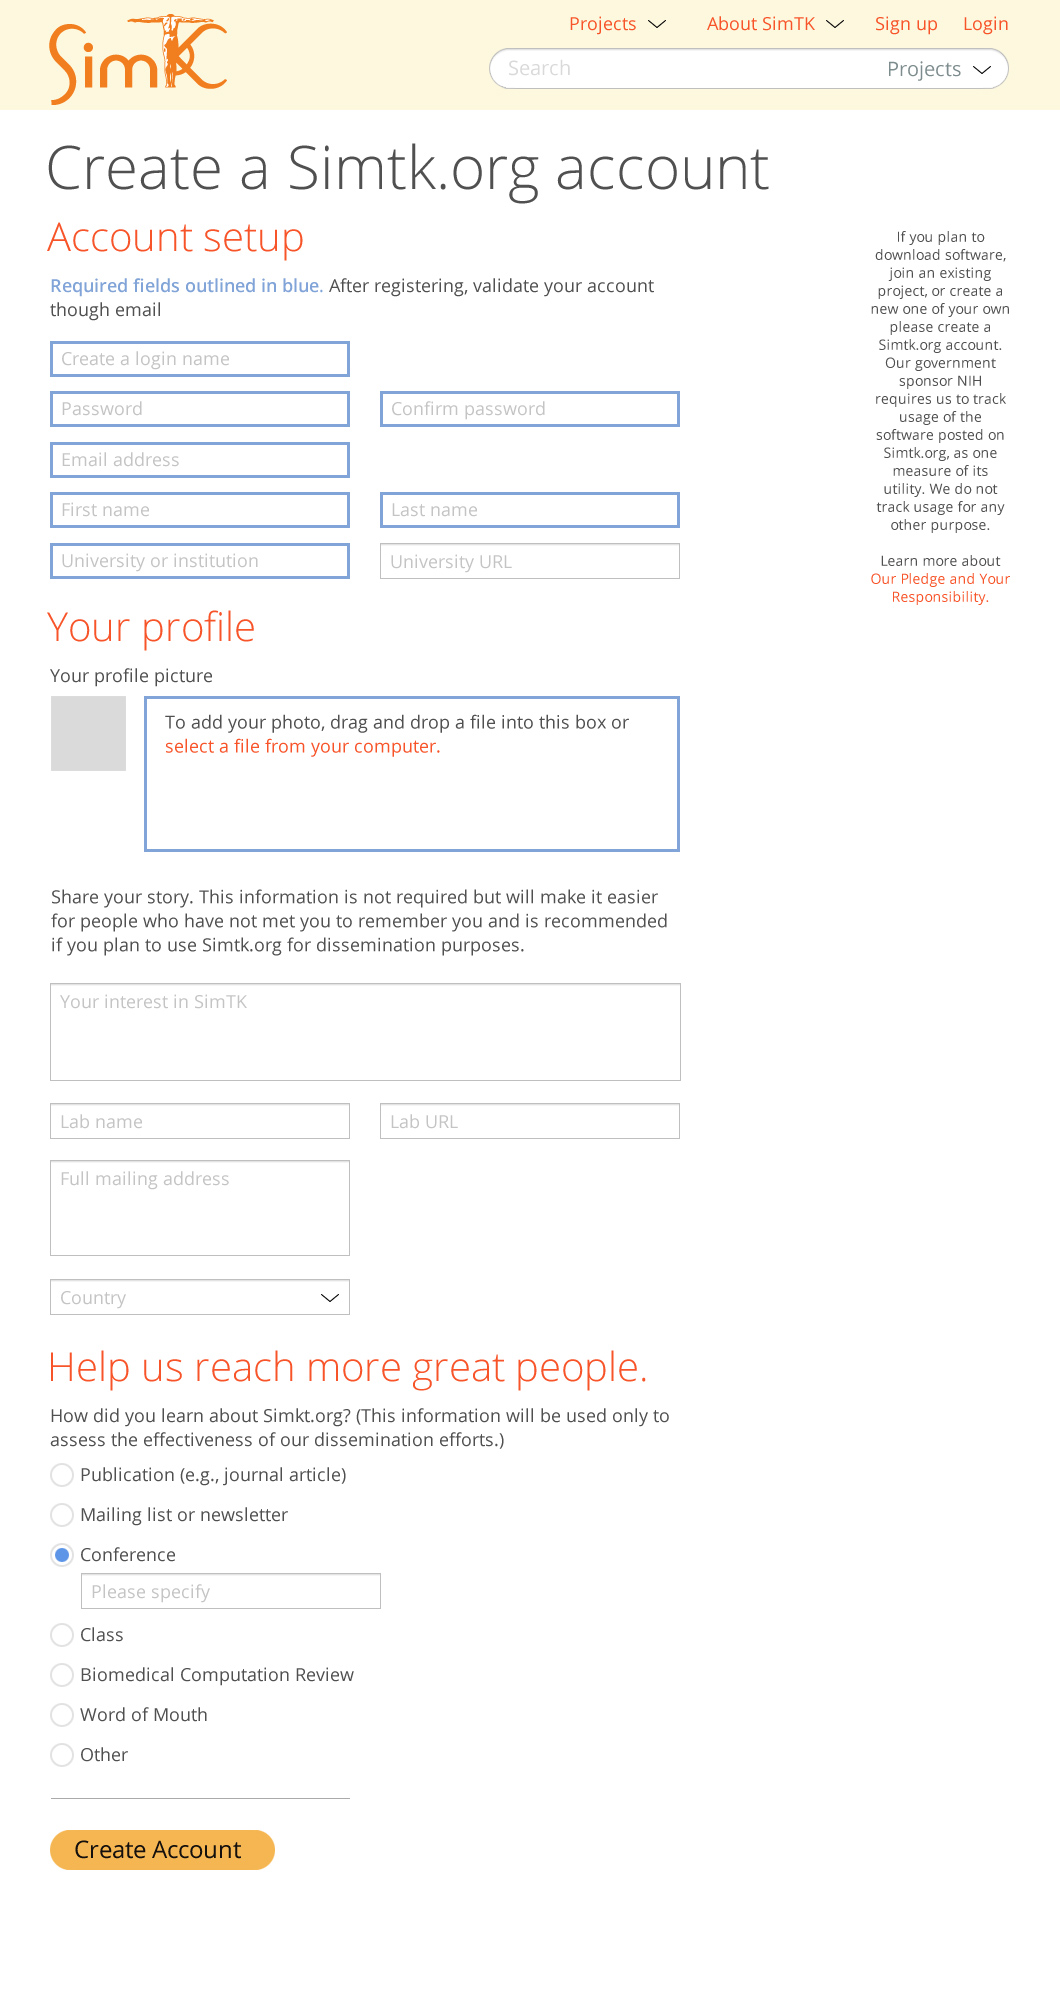 SimTK
Projects
About SimTK
Sign up
Login
Search
Projects
Create a Simtk.org account
Account setup
Required fields outlined in blue. After registering, validate your account
though email
Create a login name
Password
Confirm password
Email address
First name
Last name
University or institution
University URL
If you plan to
download software,
join an existing
project, or create a
new one of your own
please create a
Simtk.org account.
Our government
sponsor NIH
requires us to track
usage of the
software posted on
Simtk.org, as one
measure of its
utility. We do not
track usage for any
other purpose.
Learn more about
Our Pledge and Your
Responsibility.
Your profile
Your profile picture
To add your photo, drag and drop a file into this box or
select a file from your computer.
Share your story. This information is not required but will make it easier
for people who have not met you to remember you and is recommended
if you plan to use Simtk.org for dissemination purposes.
Your interest in SimTK
Lab name
Lab URL
Full mailing address
Country
Help us reach more great people.
How did you learn about Simkt.org? (This information will be used only to
assess the effectiveness of our dissemination efforts.)
Publication (e.g., journal article)
Mailing list or newsletter
Conference
Please specify
Class
Biomedical Computation Review
Word of Mouth
Other
Create Account